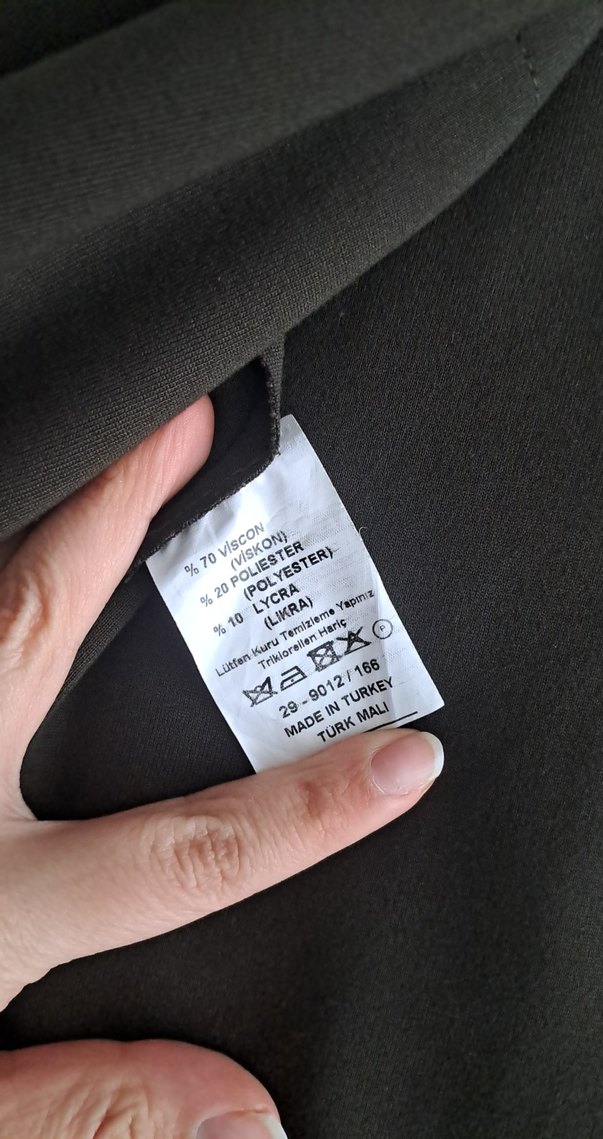 % 70 VİSCON
(VİSKON)
% 20 POLIESTER
(POLYESTER)
% 10 LYCRA
(LİKRA)
Lütfen Kuru Temizleme Yapınız
Triklorellen Hariç
P
29 - 9012 / 166
MADE IN TURKEY
TÜRK MALI